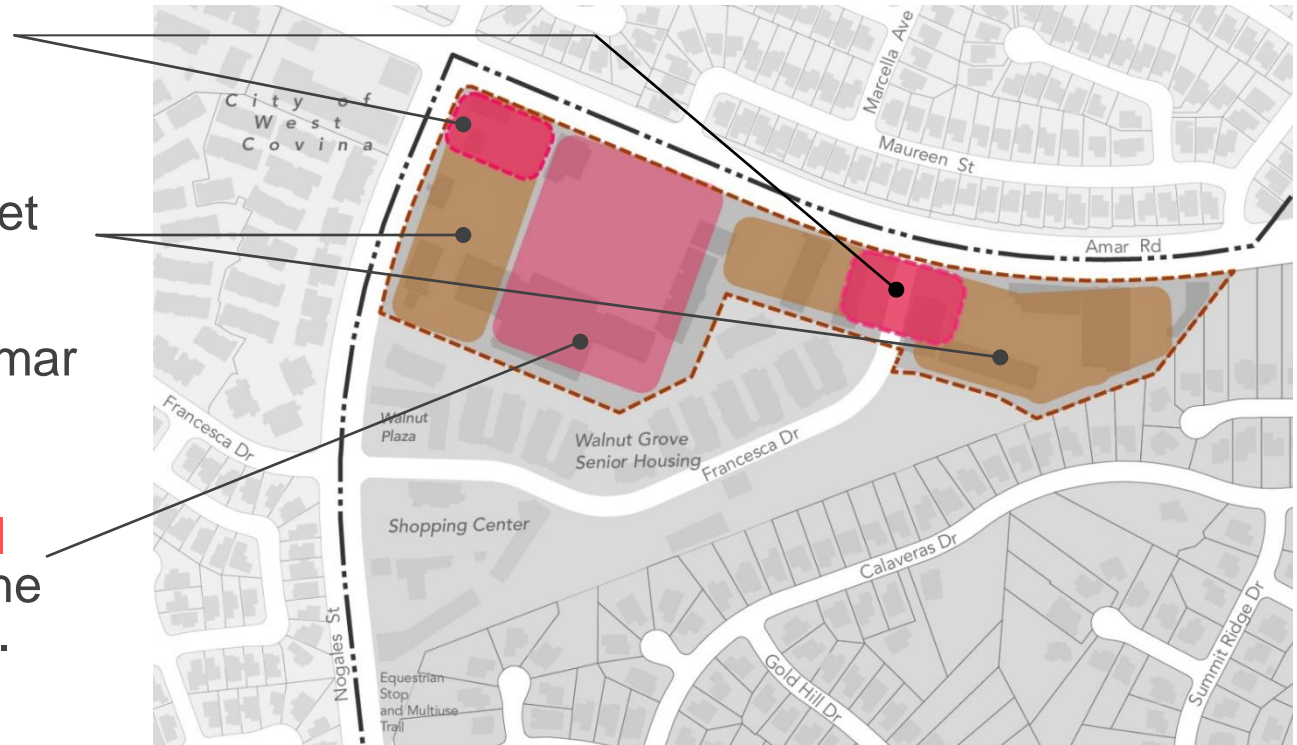 et
mar
l
ne
.
City of
West
Covina
Marcella Ave
Maureen St
Amar Rd
Francesca Dr
Walnut
Plaza
Walnut Grove
Senior Housing
Francesca Dr
Shopping Center
Calaveras Dr
Nogales St
Gold Hill Dr
Summit Ridge Dr
Equestrian
Stop
and Multiuse
Trail